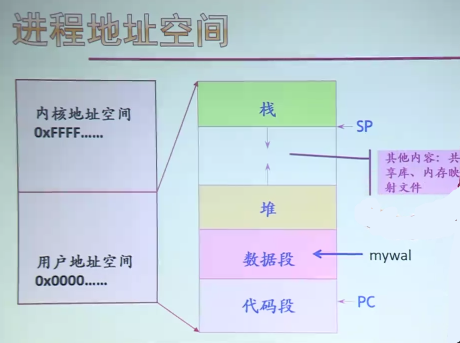 进程地址空间
内核地址空间
0xFFFF……
用户地址空间
0x0000……
栈
SP
其他内容：共
享库、内存映
射文件
堆
数据段
mywal
代码段
PC